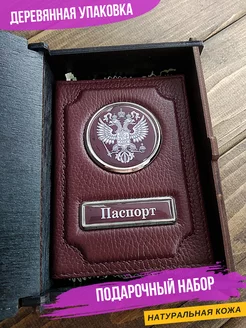 ДЕРЕВЯННАЯ УПАКОВКА
Паспорт
ПОДАРОЧНЫЙ НАБОР
НАТУРАЛЬНАЯ КОЖА